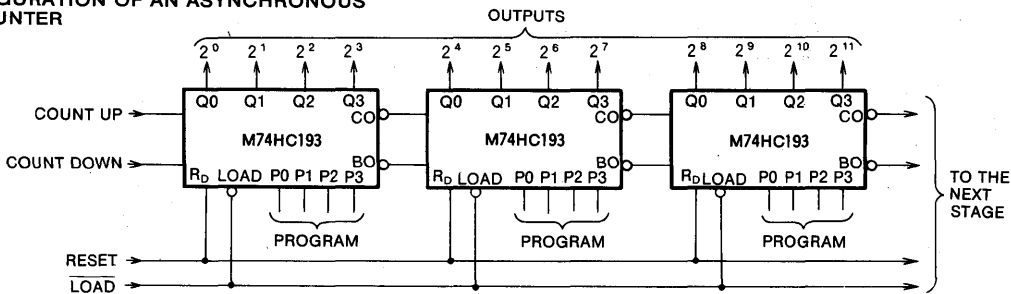 GURATION OF AN ASYNCHRONOUS
UNTER
OUTPUTS
2⁰ 2¹ 2² 2³ 2⁴ 2⁵ 2⁶ 2⁷ 2⁸ 2⁹ 2¹⁰ 2¹¹
Q0 Q1 Q2 Q3 Q0 Q1 Q2 Q3 Q0 Q1 Q2 Q3
COUNT UP CO CO CO
M74HC193 M74HC193 M74HC193
COUNT DOWN BO BO BO
RD LOAD P0 P1 P2 P3 RD LOAD P0 P1 P2 P3 RD LOAD P0 P1 P2 P3
TO THE
NEXT
STAGE
PROGRAM PROGRAM PROGRAM
RESET
LOAD